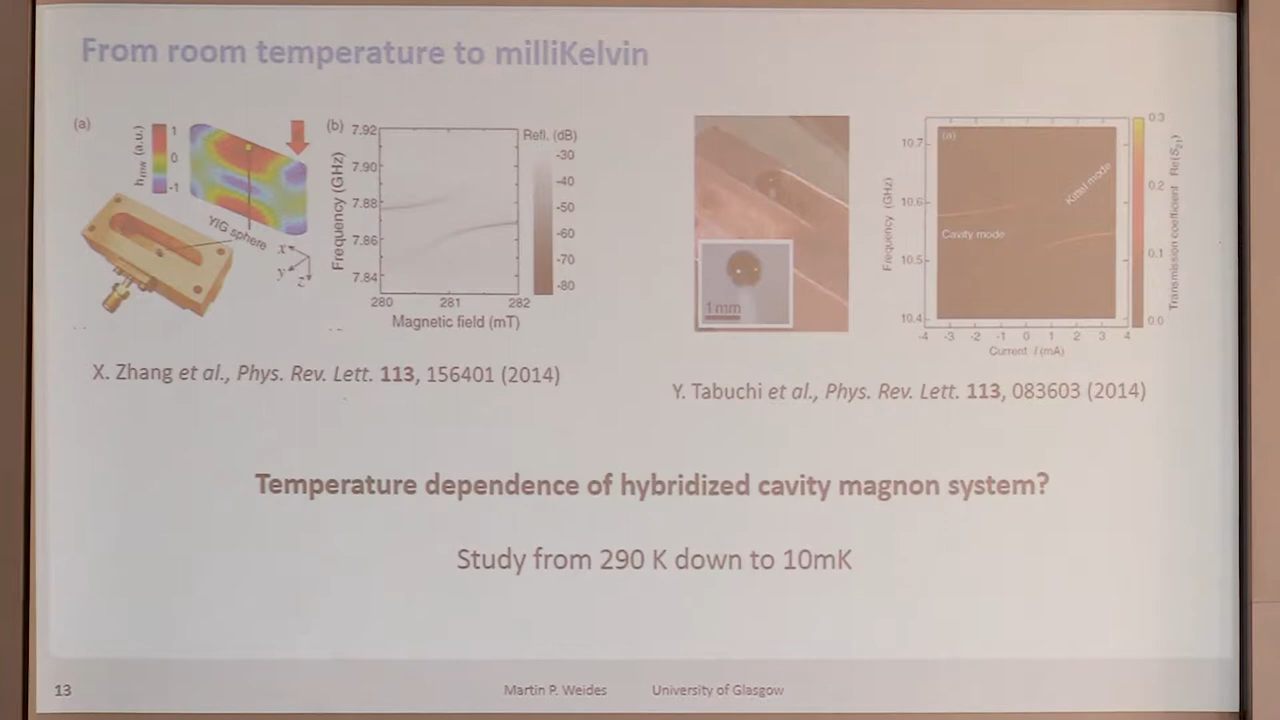 From room temperature to milliKelvin
(a)
h_mw (a.u.)
1
0
-1
YIG sphere
x
y
z
(b)
Frequency (GHz)
7.92
7.90
7.88
7.86
7.84
280
281
282
Magnetic field (mT)
Refl. (dB)
-30
-40
-50
-60
-70
-80
X. Zhang et al., Phys. Rev. Lett. 113, 156401 (2014)
1 mm
(a)
Frequency (GHz)
10.7
10.6
10.5
10.4
Kittel mode
Cavity mode
-4 -3 -2 -1 0 1 2 3 4
Current I (mA)
0.3
0.2
0.1
0.0
Transmission coefficient Re(S21)
Y. Tabuchi et al., Phys. Rev. Lett. 113, 083603 (2014)
Temperature dependence of hybridized cavity magnon system?
Study from 290 K down to 10mK
13
Martin P. Weides
University of Glasgow